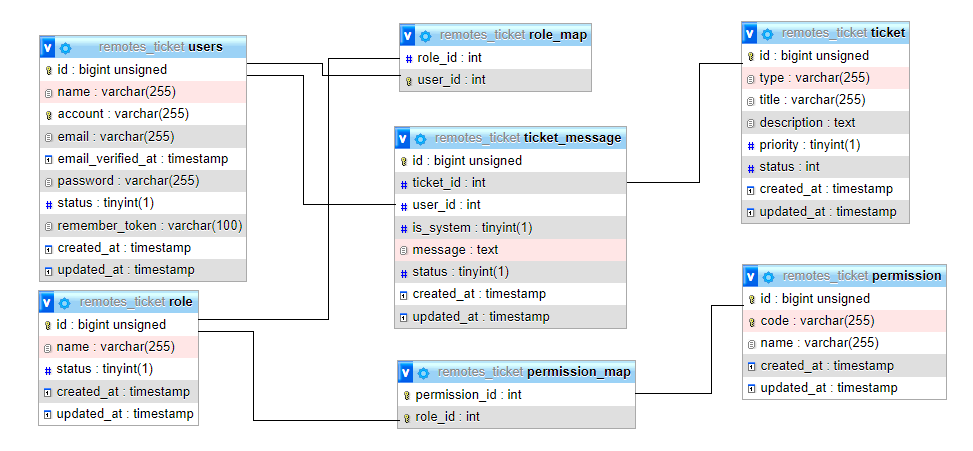 remotes_ticket users
id : bigint unsigned
name : varchar(255)
account : varchar(255)
email : varchar(255)
email_verified_at : timestamp
password : varchar(255)
status : tinyint(1)
remember_token : varchar(100)
created_at : timestamp
updated_at : timestamp
remotes_ticket role
id : bigint unsigned
name : varchar(255)
status : tinyint(1)
created_at : timestamp
updated_at : timestamp
remotes_ticket role_map
role_id : int
user_id : int
remotes_ticket ticket_message
id : bigint unsigned
ticket_id : int
user_id : int
is_system : tinyint(1)
message : text
status : tinyint(1)
created_at : timestamp
updated_at : timestamp
remotes_ticket permission_map
permission_id : int
role_id : int
remotes_ticket ticket
id : bigint unsigned
type : varchar(255)
title : varchar(255)
description : text
priority : tinyint(1)
status : int
created_at : timestamp
updated_at : timestamp
remotes_ticket permission
id : bigint unsigned
code : varchar(255)
name : varchar(255)
created_at : timestamp
updated_at : timestamp